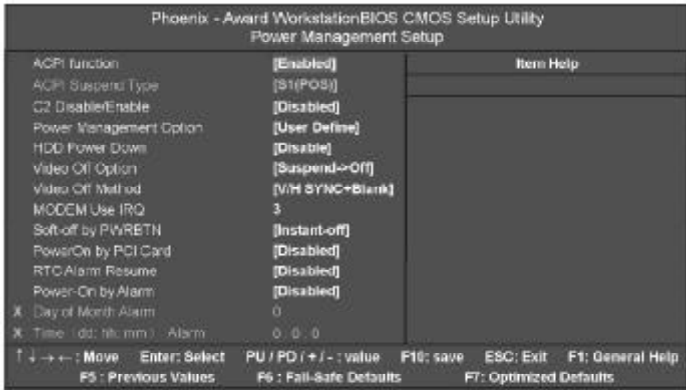 Phoenix - Award WorkstationBIOS CMOS Setup Utility
Power Management Setup
ACPI function [Enabled] Item Help
ACPI Suspend Type [S1(POS)]
C2 Disable/Enable [Disabled]
Power Management Option [User Define]
HDD Power Down [Disable]
Video Off Option [Suspend->Off]
Video Off Method [V/H SYNC+Blank]
MODEM Use IRQ 3
Soft-off by PWRBTN [Instant-off]
PowerOn by PCI Card [Disabled]
RTC Alarm Resume [Disabled]
Power-On by Alarm [Disabled]
X Day of Month Alarm 0
X Time (dd: hh: mm) Alarm 0 : 0 : 0
↑↓→←: Move Enter: Select PU / PD / + / - : value F10: save ESC: Exit F1: General Help
F5 : Previous Values F6 : Fail-Safe Defaults F7: Optimized Defaults